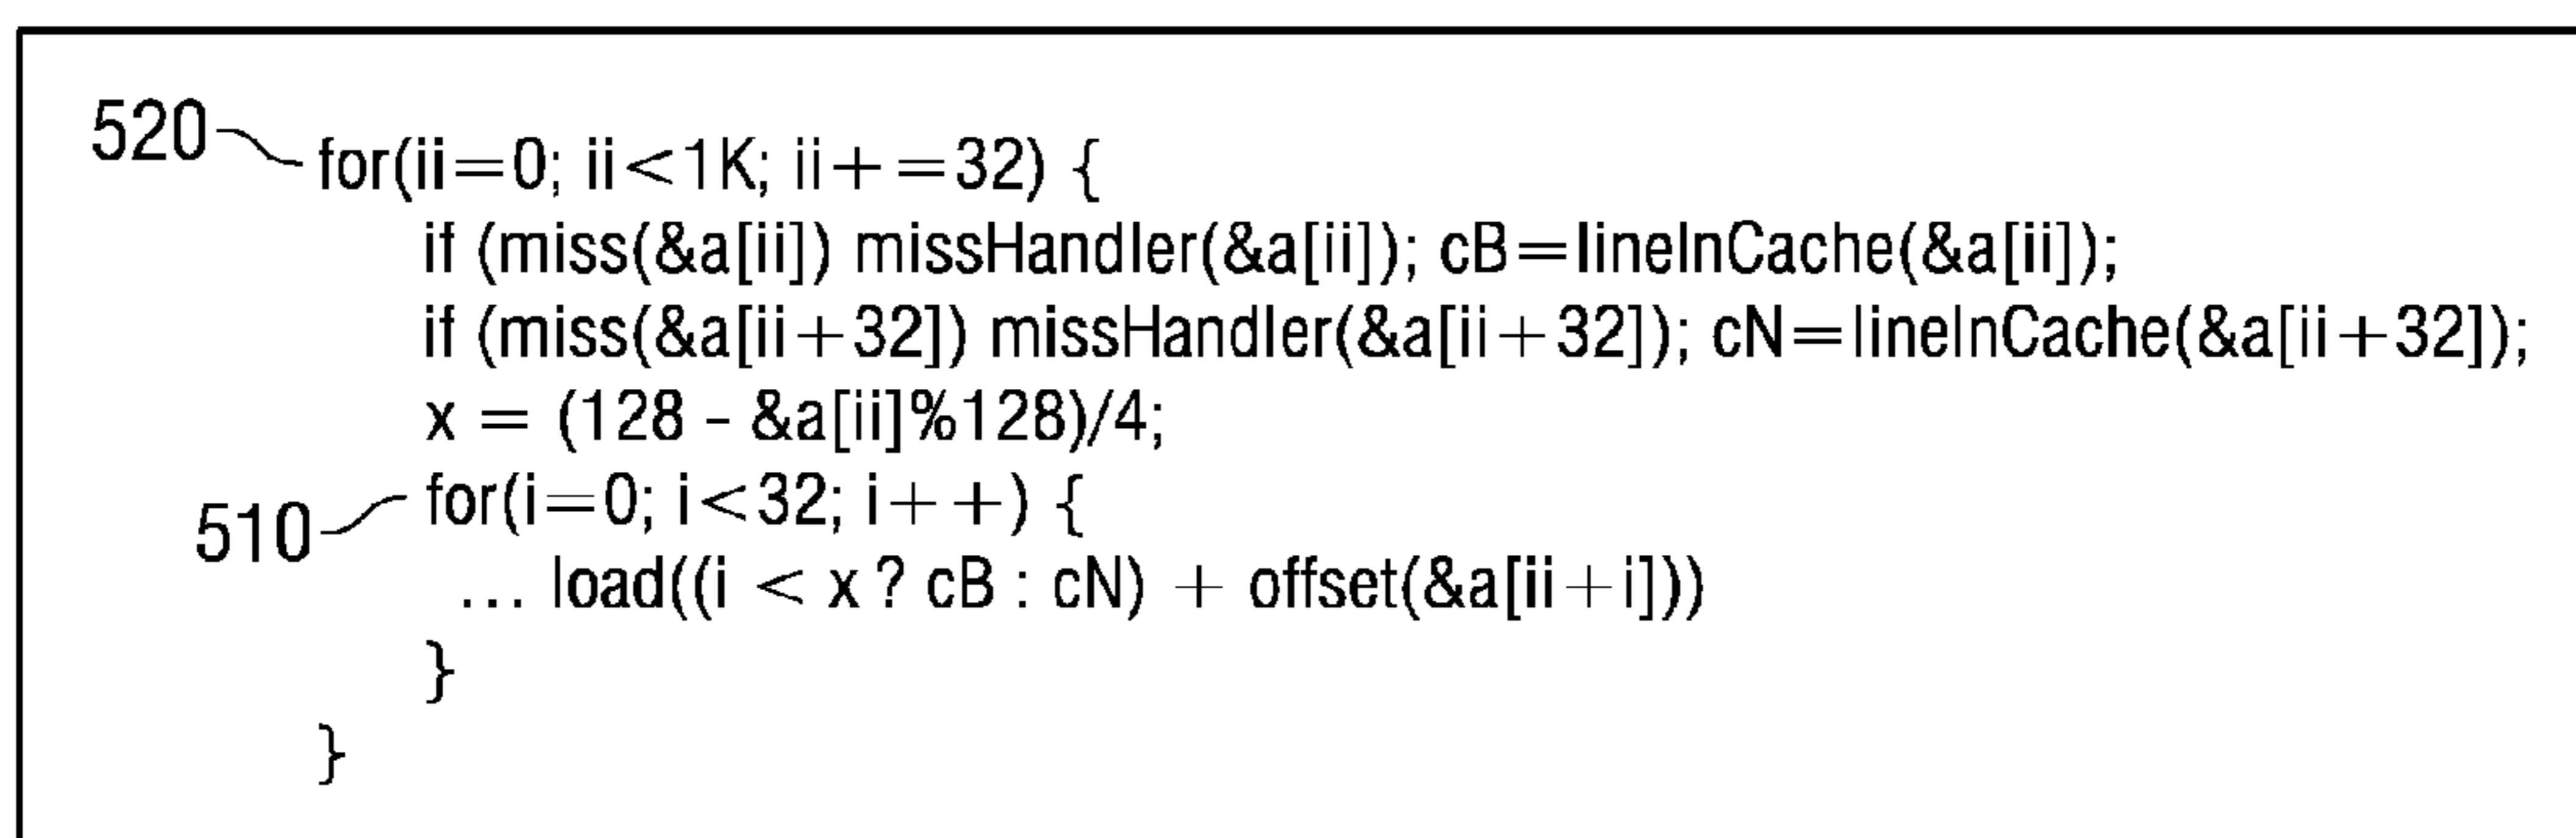 520 for(ii=0; ii<1K; ii+=32) {
if (miss(&a[ii]) missHandler(&a[ii]); cB=lineInCache(&a[ii]);
if (miss(&a[ii+32]) missHandler(&a[ii+32]); cN=lineInCache(&a[ii+32]);
x = (128 - &a[ii]%128)/4;
510 for(i=0; i<32; i++) {
... load((i < x ? cB : cN) + offset(&a[ii+i]))
}
}